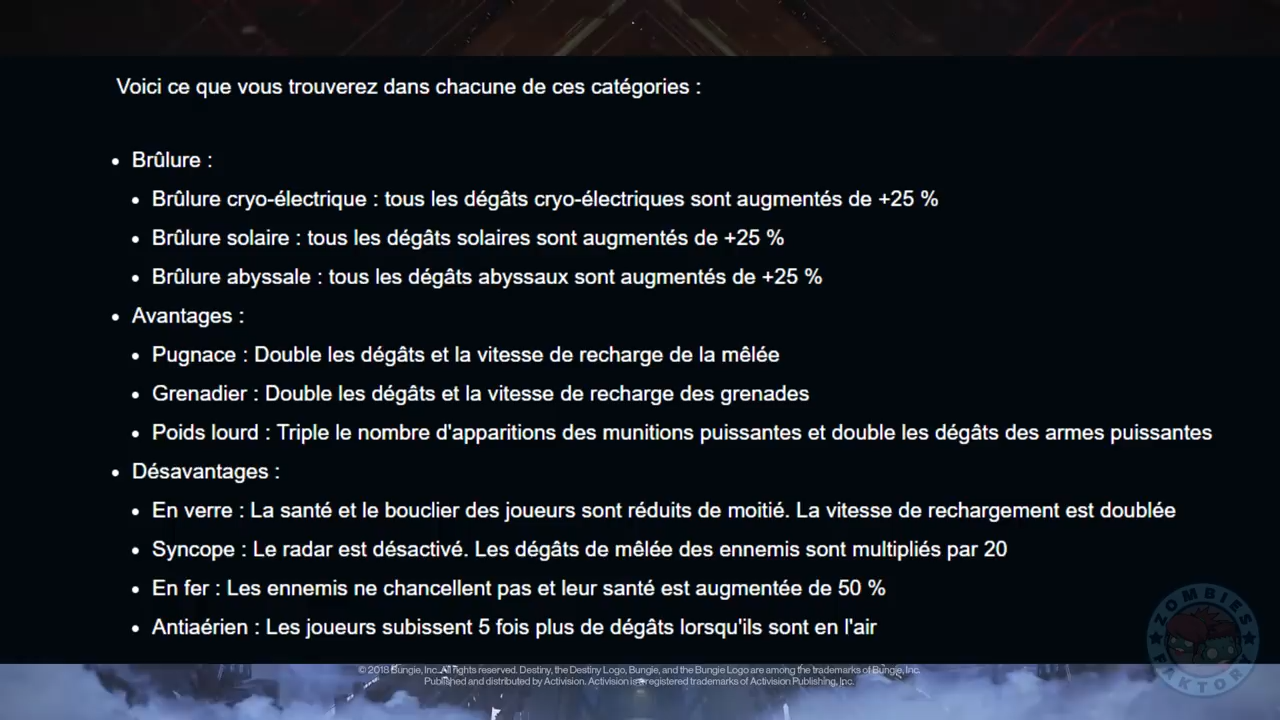 Voici ce que vous trouverez dans chacune de ces catégories :
• Brûlure :
• Brûlure cryo-électrique : tous les dégâts cryo-électriques sont augmentés de +25 %
• Brûlure solaire : tous les dégâts solaires sont augmentés de +25 %
• Brûlure abyssale : tous les dégâts abyssaux sont augmentés de +25 %
• Avantages :
• Pugnace : Double les dégâts et la vitesse de recharge de la mêlée
• Grenadier : Double les dégâts et la vitesse de recharge des grenades
• Poids lourd : Triple le nombre d'apparitions des munitions puissantes et double les dégâts des armes puissantes
• Désavantages :
• En verre : La santé et le bouclier des joueurs sont réduits de moitié. La vitesse de rechargement est doublée
• Syncope : Le radar est désactivé. Les dégâts de mêlée des ennemis sont multipliés par 20
• En fer : Les ennemis ne chancellent pas et leur santé est augmentée de 50 %
• Antiaérien : Les joueurs subissent 5 fois plus de dégâts lorsqu'ils sont en l'air
ZOMBIES
FAKTORY
© 2018 Bungie, Inc. All rights reserved. Destiny, the Destiny Logo, Bungie, and the Bungie Logo are among the trademarks of Bungie, Inc.
Published and distributed by Activision. Activision is a registered trademarks of Activision Publishing, Inc.